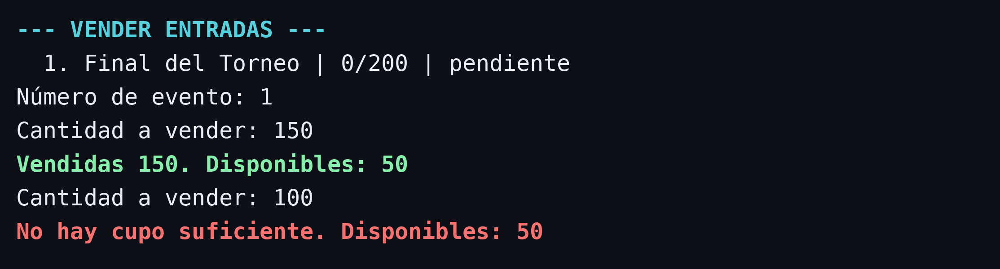 --- VENDER ENTRADAS ---
  1. Final del Torneo | 0/200 | pendiente
Número de evento: 1
Cantidad a vender: 150
Vendidas 150. Disponibles: 50
Cantidad a vender: 100
No hay cupo suficiente. Disponibles: 50